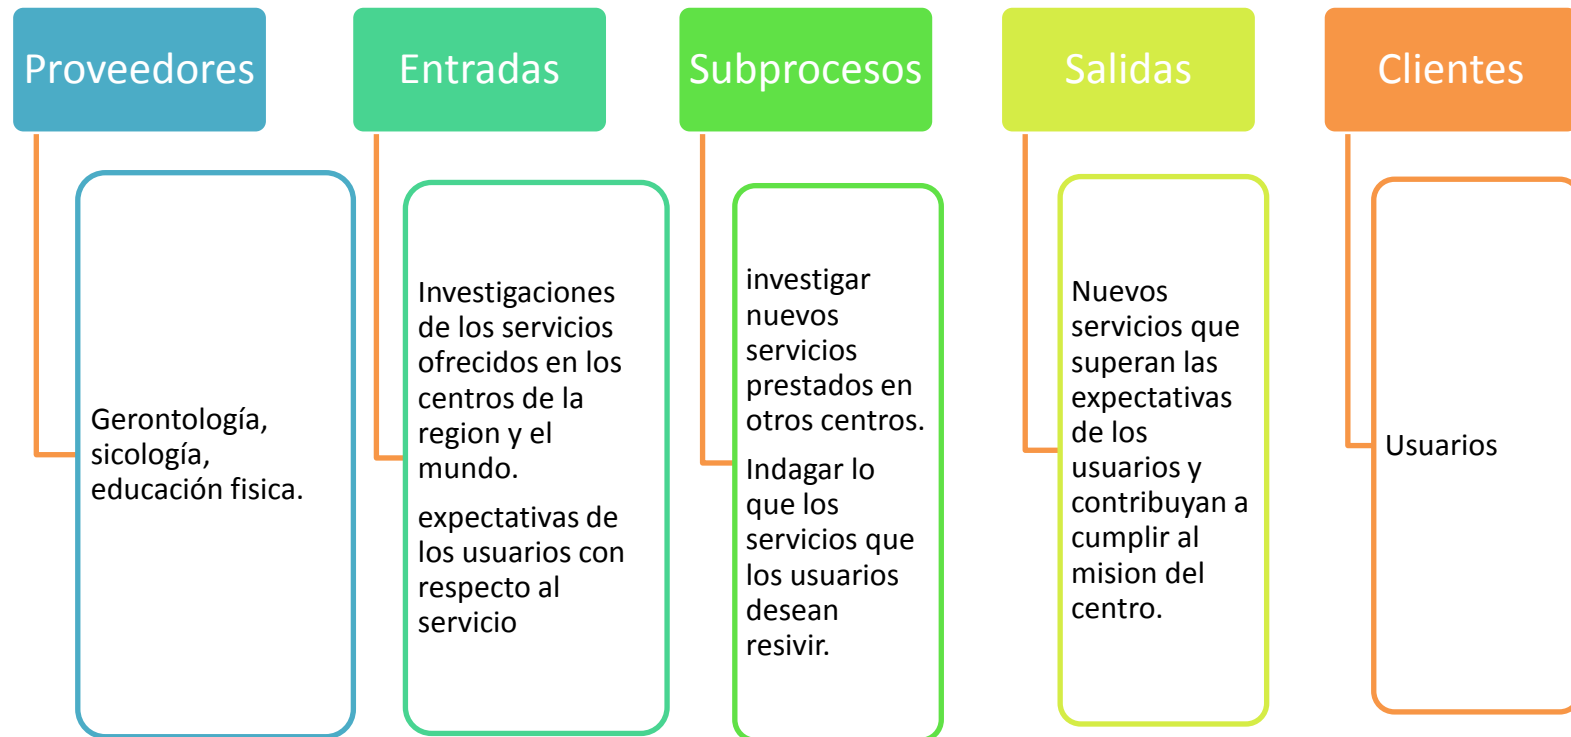 Proveedores
Gerontología,
sicología,
educación fisica.
Entradas
Investigaciones
de los servicios
ofrecidos en los
centros de la
region y el
mundo.
expectativas de
los usuarios con
respecto al
servicio
Subprocesos
investigar
nuevos
servicios
prestados en
otros centros.
Indagar lo
que los
servicios que
los usuarios
desean
resivir.
Salidas
Nuevos
servicios que
superan las
expectativas
de los
usuarios y
contribuyan a
cumplir al
mision del
centro.
Clientes
Usuarios